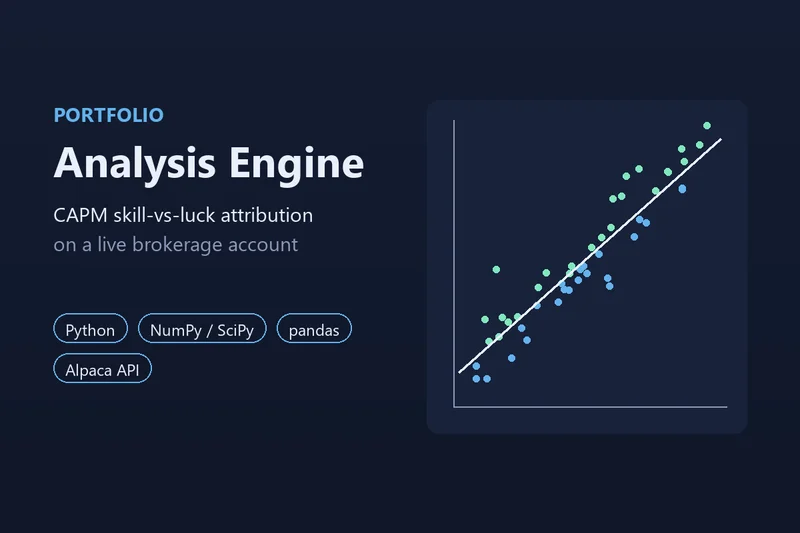 PORTFOLIO
Analysis Engine
CAPM skill-vs-luck attribution
on a live brokerage account
Python
NumPy / SciPy
pandas
Alpaca API